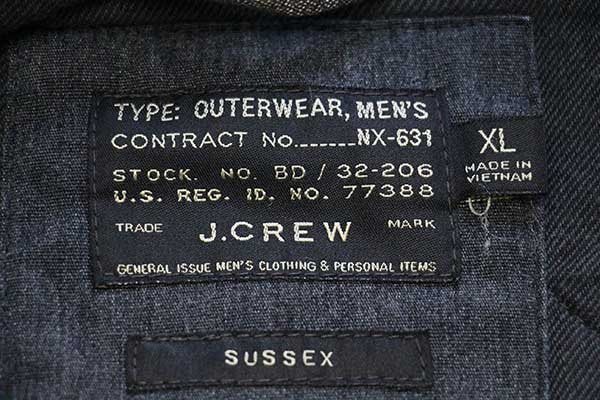 TYPE: OUTERWEAR, MEN'S
CONTRACT No.______NX-631
STOCK. NO. BD / 32-206
U.S. REG. ID. NO. 77388
TRADE J.CREW MARK
GENERAL ISSUE MEN'S CLOTHING & PERSONAL ITEMS
XL
MADE IN
VIETNAM
SUSSEX